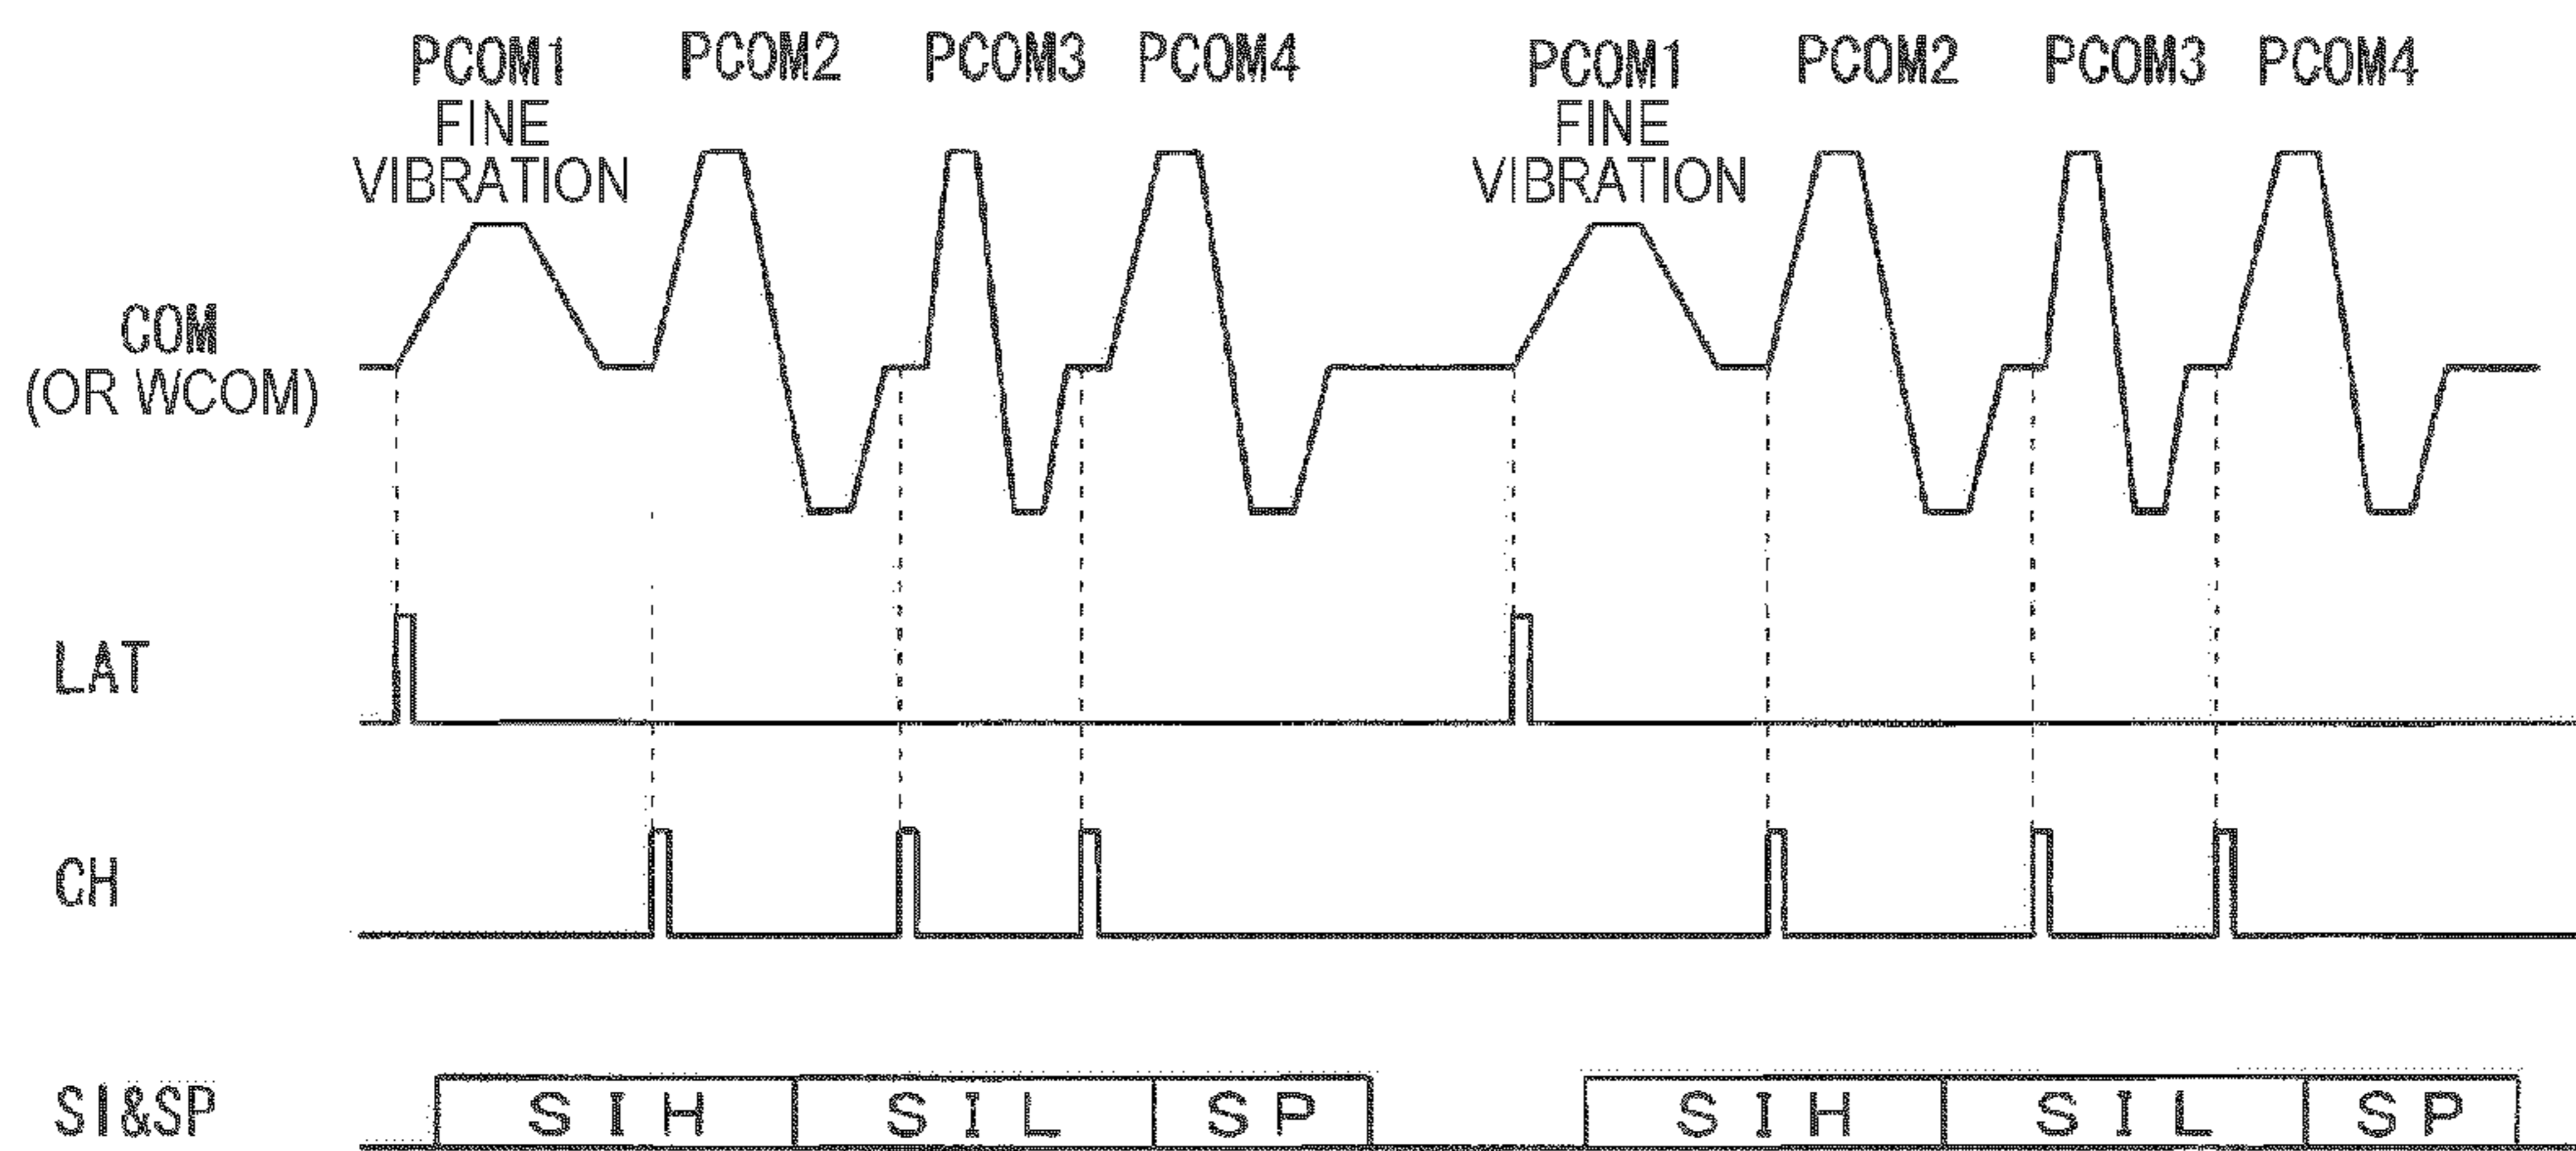 PCOM1 PCOM2 PCOM3 PCOM4 PCOM1 PCOM2 PCOM3 PCOM4
FINE FINE
VIBRATION VIBRATION
COM
(OR WCOM)
LAT
CH
SI&SP SIH SIL SP SIH SIL SP